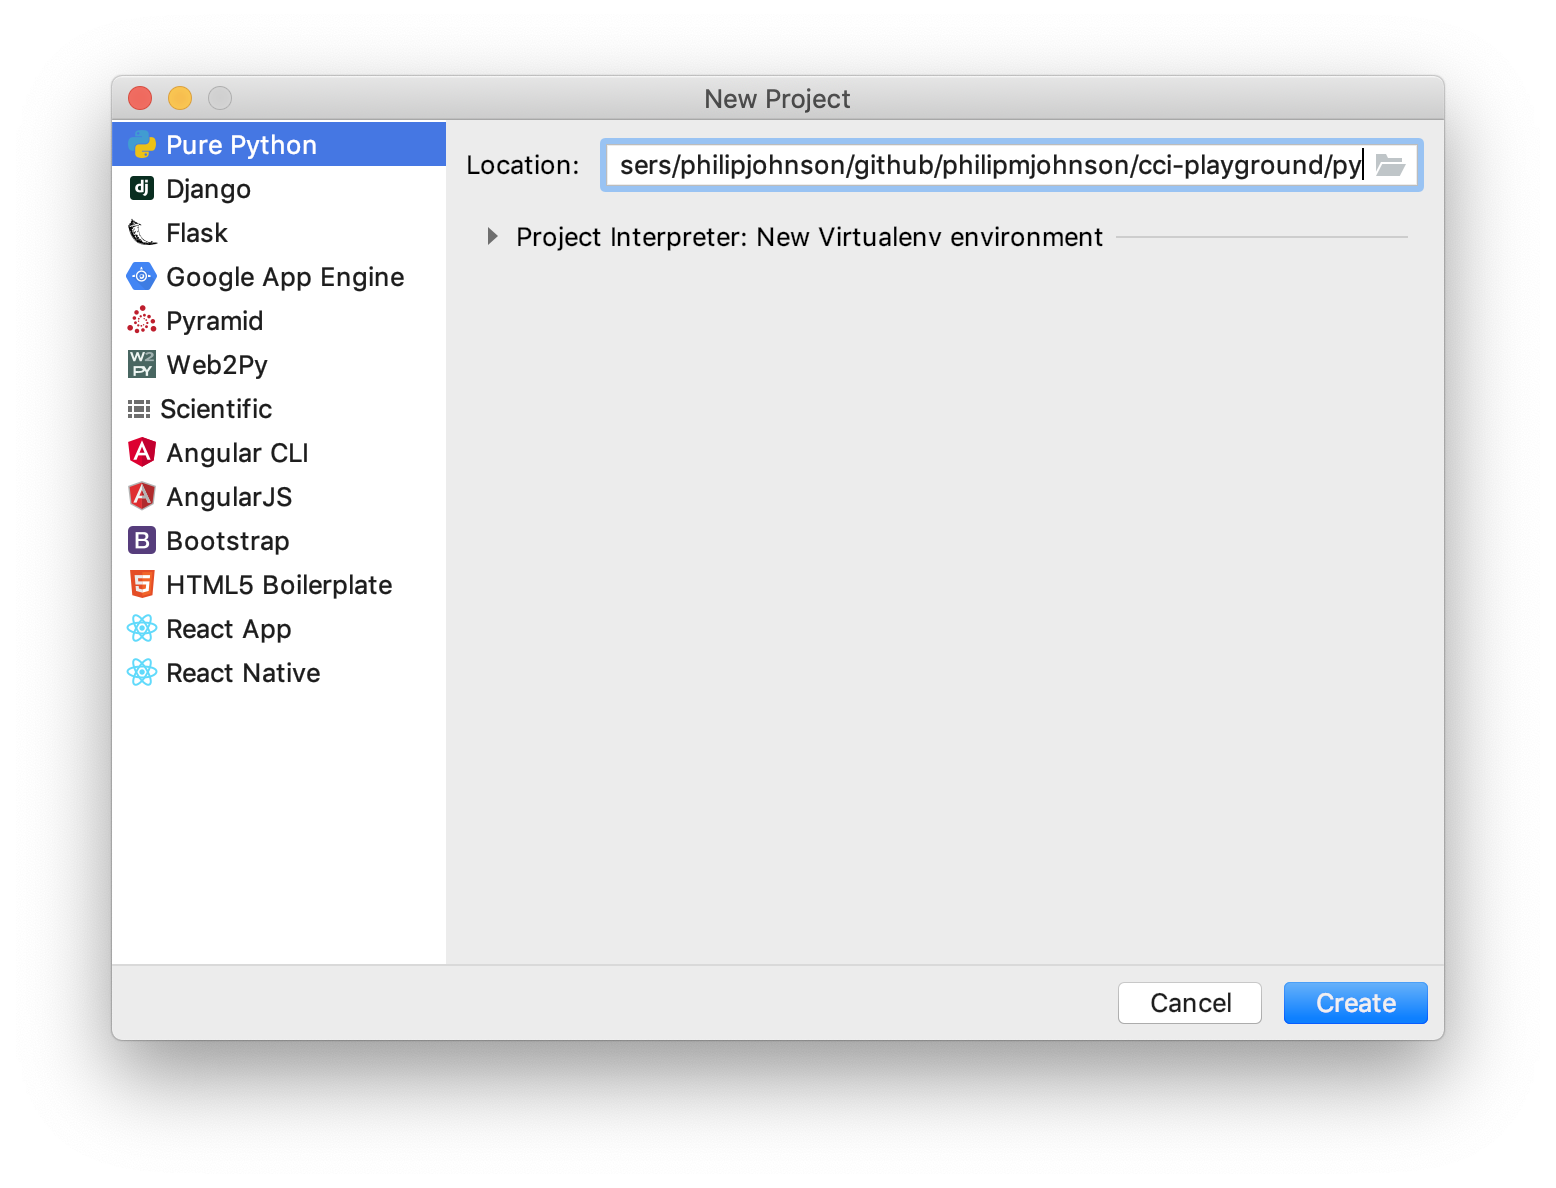 New Project
Pure Python
Django
Flask
Google App Engine
Pyramid
Web2Py
Scientific
Angular CLI
AngularJS
Bootstrap
HTML5 Boilerplate
React App
React Native
Location: sers/philipjohnson/github/philipmjohnson/cci-playground/py
Project Interpreter: New Virtualenv environment
Cancel Create